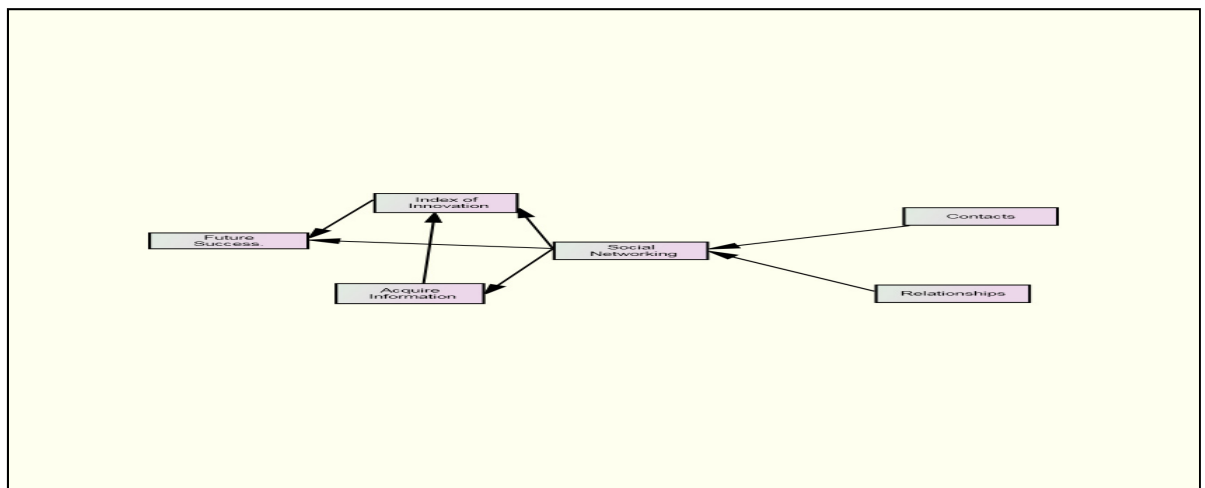 Index of
Innovation
Contacts
Future
Success.
Social
Networking
Acquire
Information
Relationships